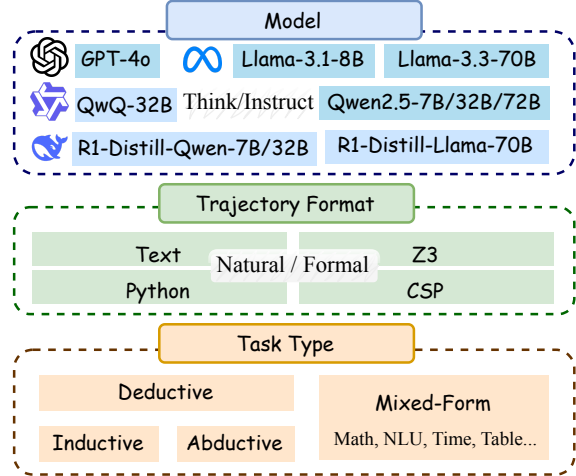 Model
GPT-4o Llama-3.1-8B Llama-3.3-70B
QwQ-32B Think/Instruct Qwen2.5-7B/32B/72B
R1-Distill-Qwen-7B/32B R1-Distill-Llama-70B
Trajectory Format
Text Z3
Natural / Formal
Python CSP
Task Type
Deductive
Mixed-Form
Inductive Abductive
Math, NLU, Time, Table...